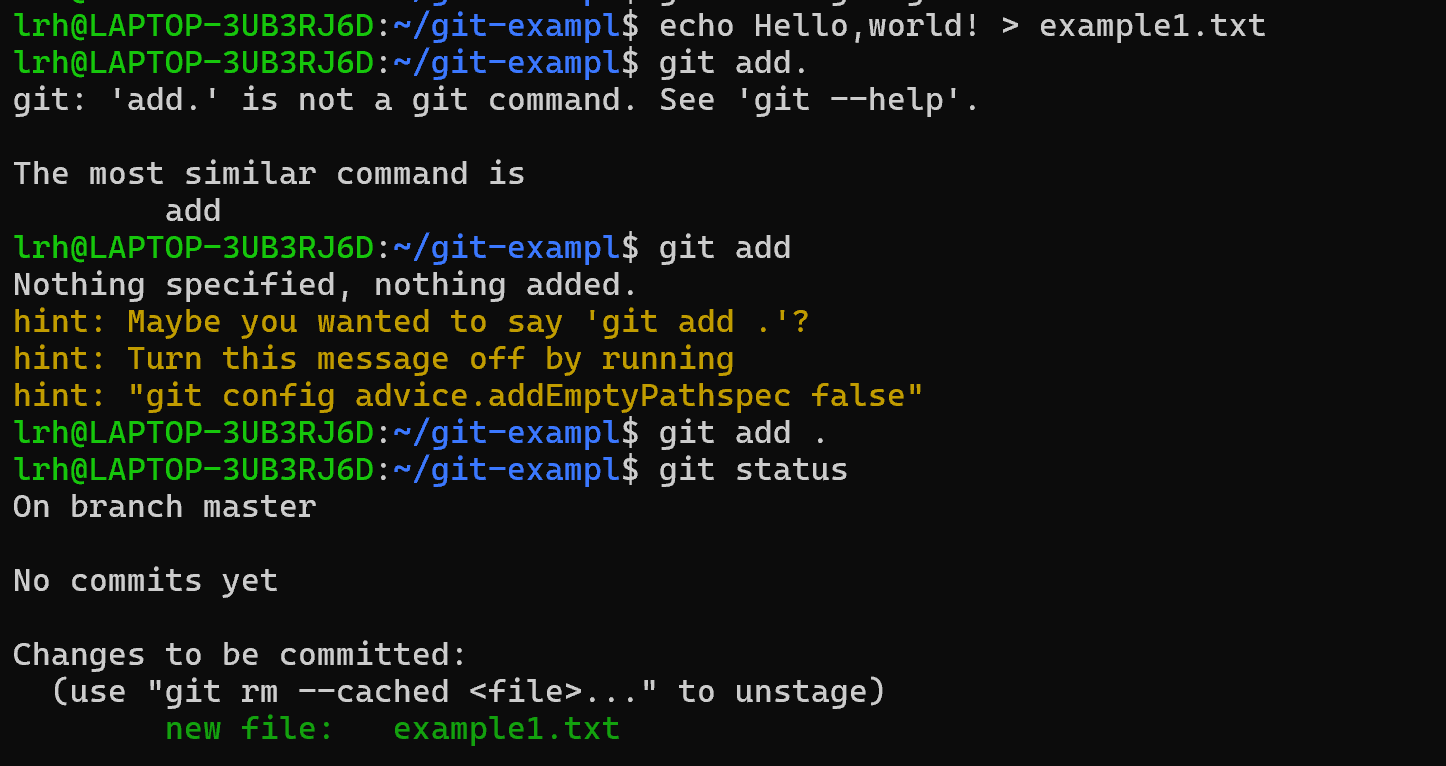 lrh@LAPTOP-3UB3RJ6D:~/git-exampl$ echo Hello,world! > example1.txt
lrh@LAPTOP-3UB3RJ6D:~/git-exampl$ git add.
git: 'add.' is not a git command. See 'git --help'.
The most similar command is
        add
lrh@LAPTOP-3UB3RJ6D:~/git-exampl$ git add
Nothing specified, nothing added.
hint: Maybe you wanted to say 'git add .'?
hint: Turn this message off by running
hint: "git config advice.addEmptyPathspec false"
lrh@LAPTOP-3UB3RJ6D:~/git-exampl$ git add .
lrh@LAPTOP-3UB3RJ6D:~/git-exampl$ git status
On branch master
No commits yet
Changes to be committed:
  (use "git rm --cached <file>..." to unstage)
        new file:   example1.txt